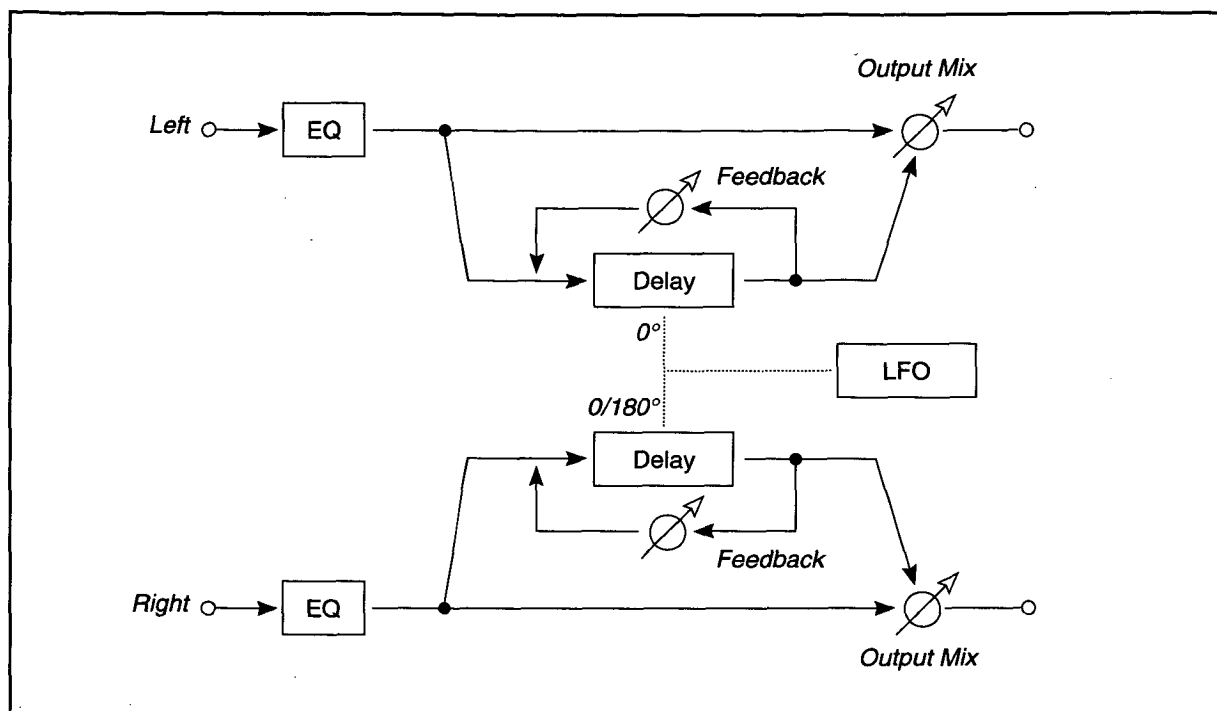 Output Mix
Left
EQ
Feedback
Delay
0°
LFO
0/180°
Delay
Feedback
Right
EQ
Output Mix